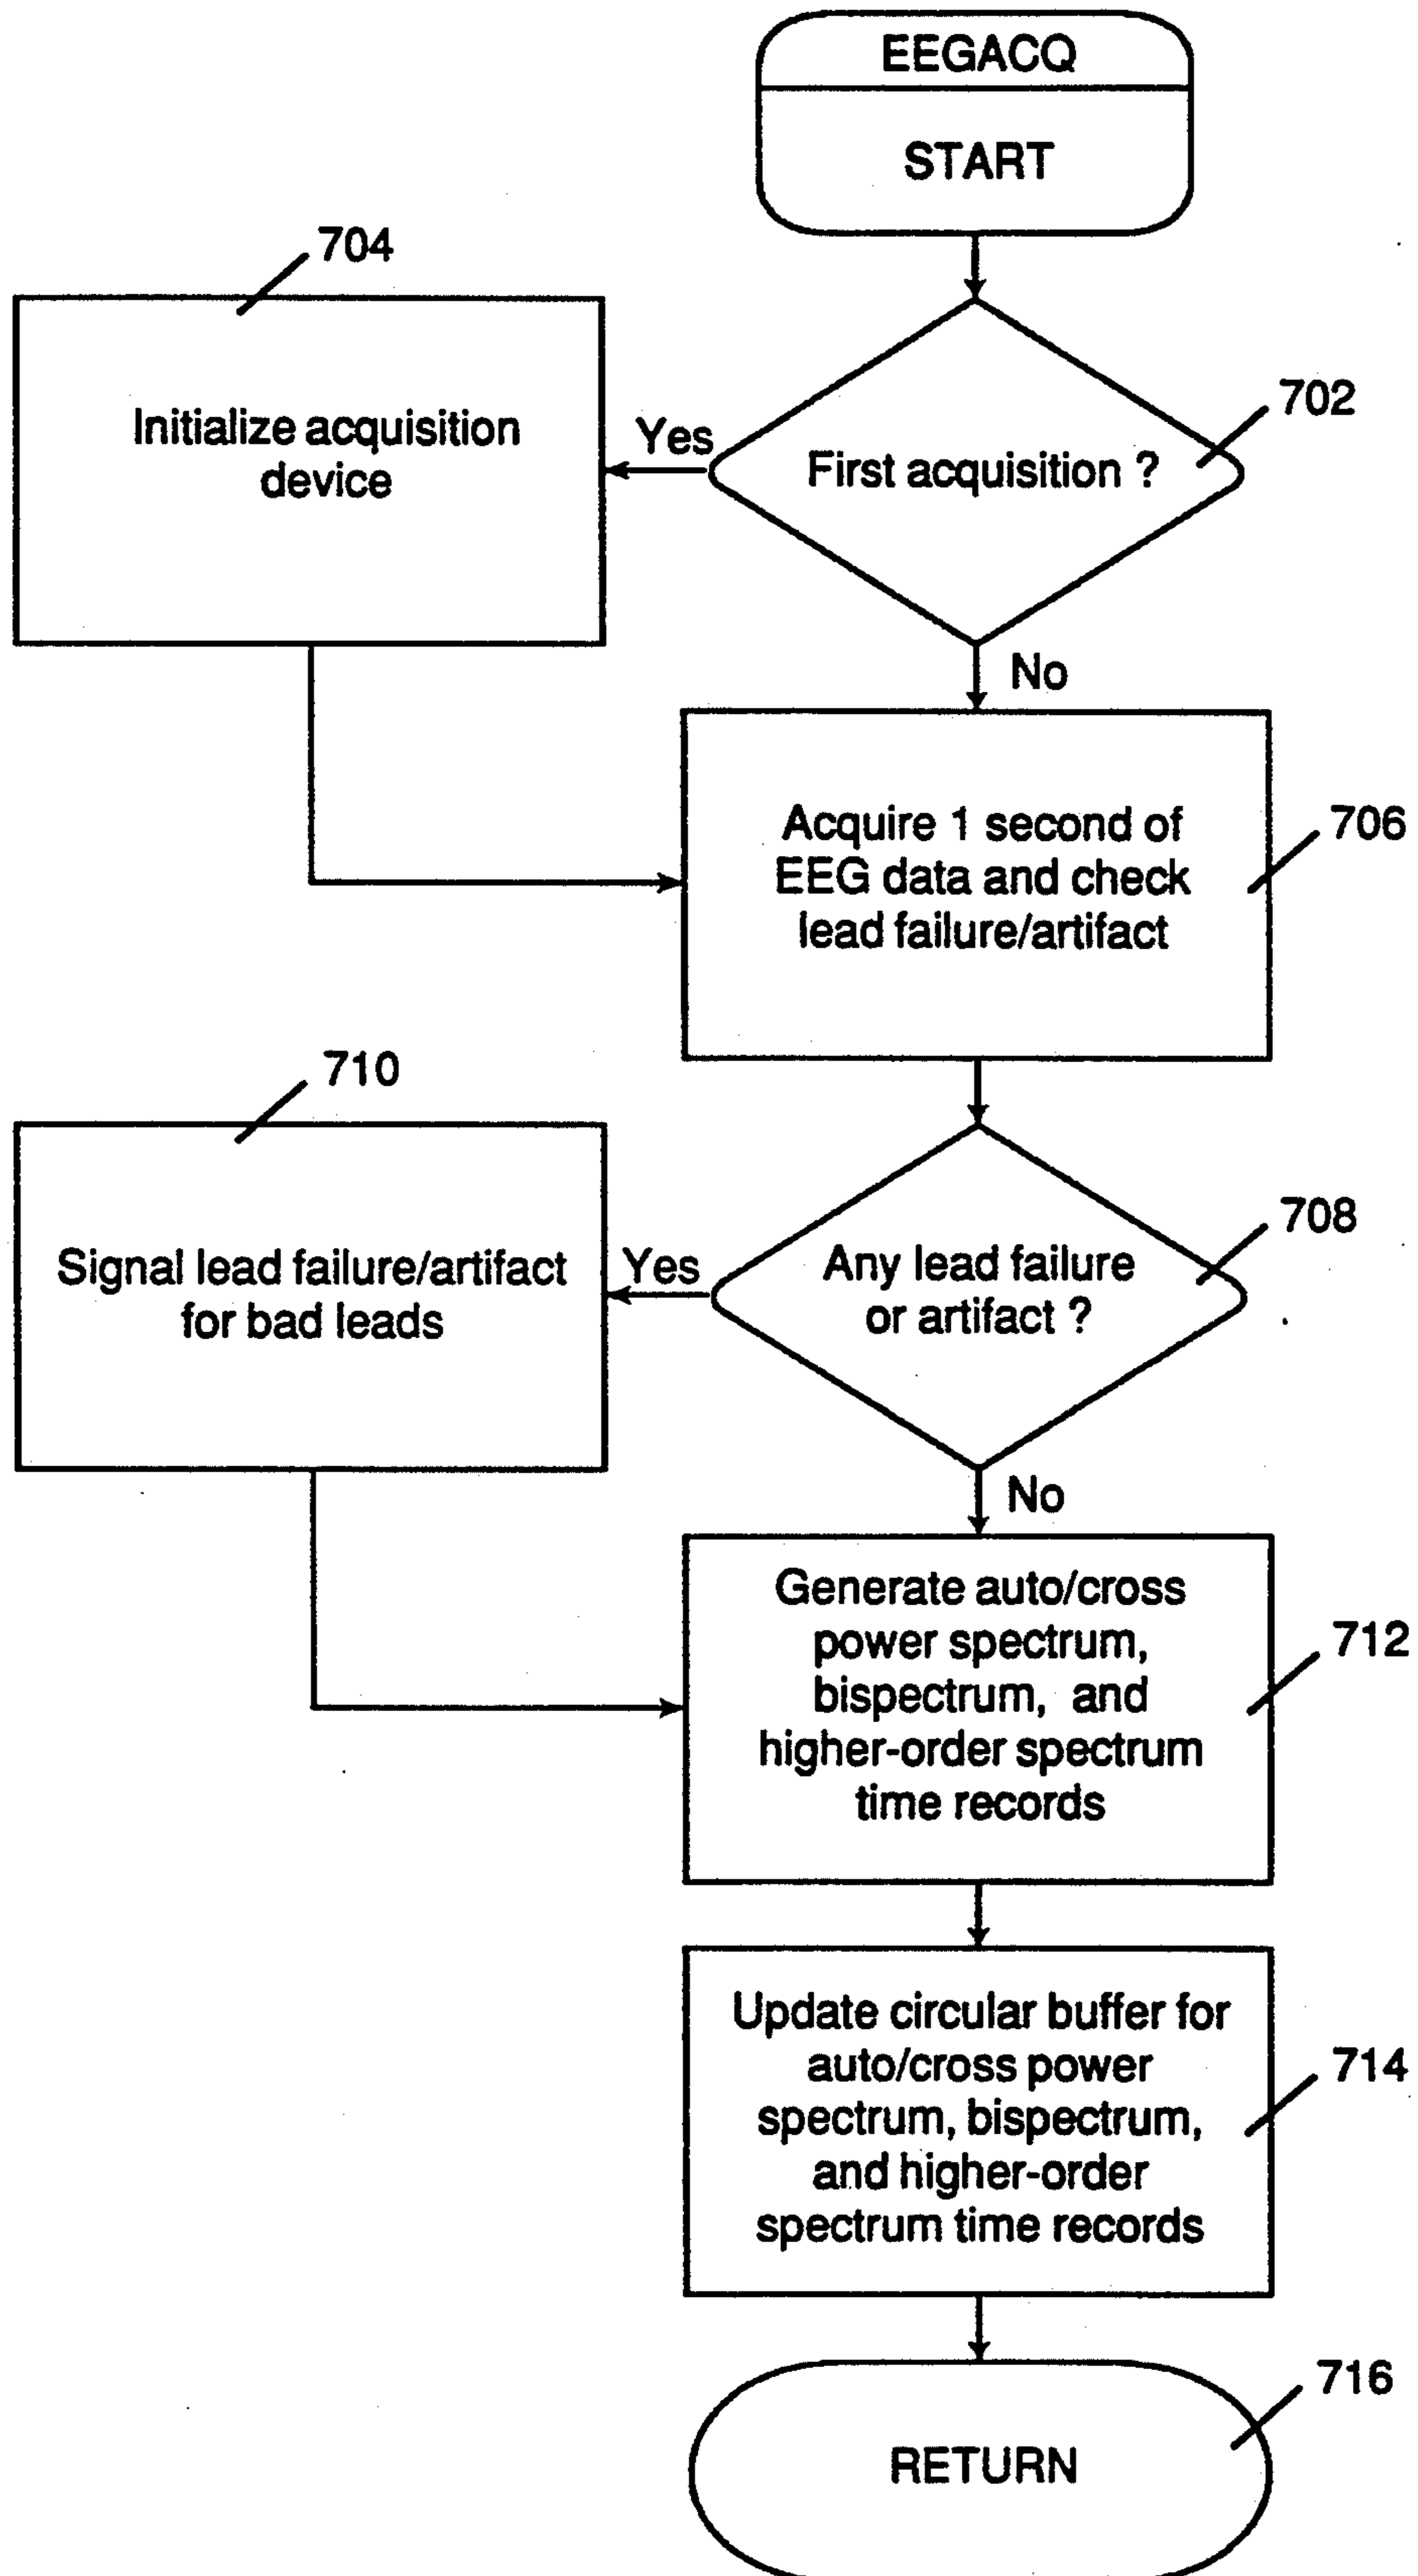 EEGACQ
START
704
702
Initialize acquisition
device
Yes
First acquisition ?
No
Acquire 1 second of
EEG data and check
lead failure/artifact
706
710
708
Signal lead failure/artifact
for bad leads
Yes
Any lead failure
or artifact ?
No
Generate auto/cross
power spectrum,
bispectrum, and
higher-order spectrum
time records
712
Update circular buffer for
auto/cross power
spectrum, bispectrum,
and higher-order
spectrum time records
714
716
RETURN